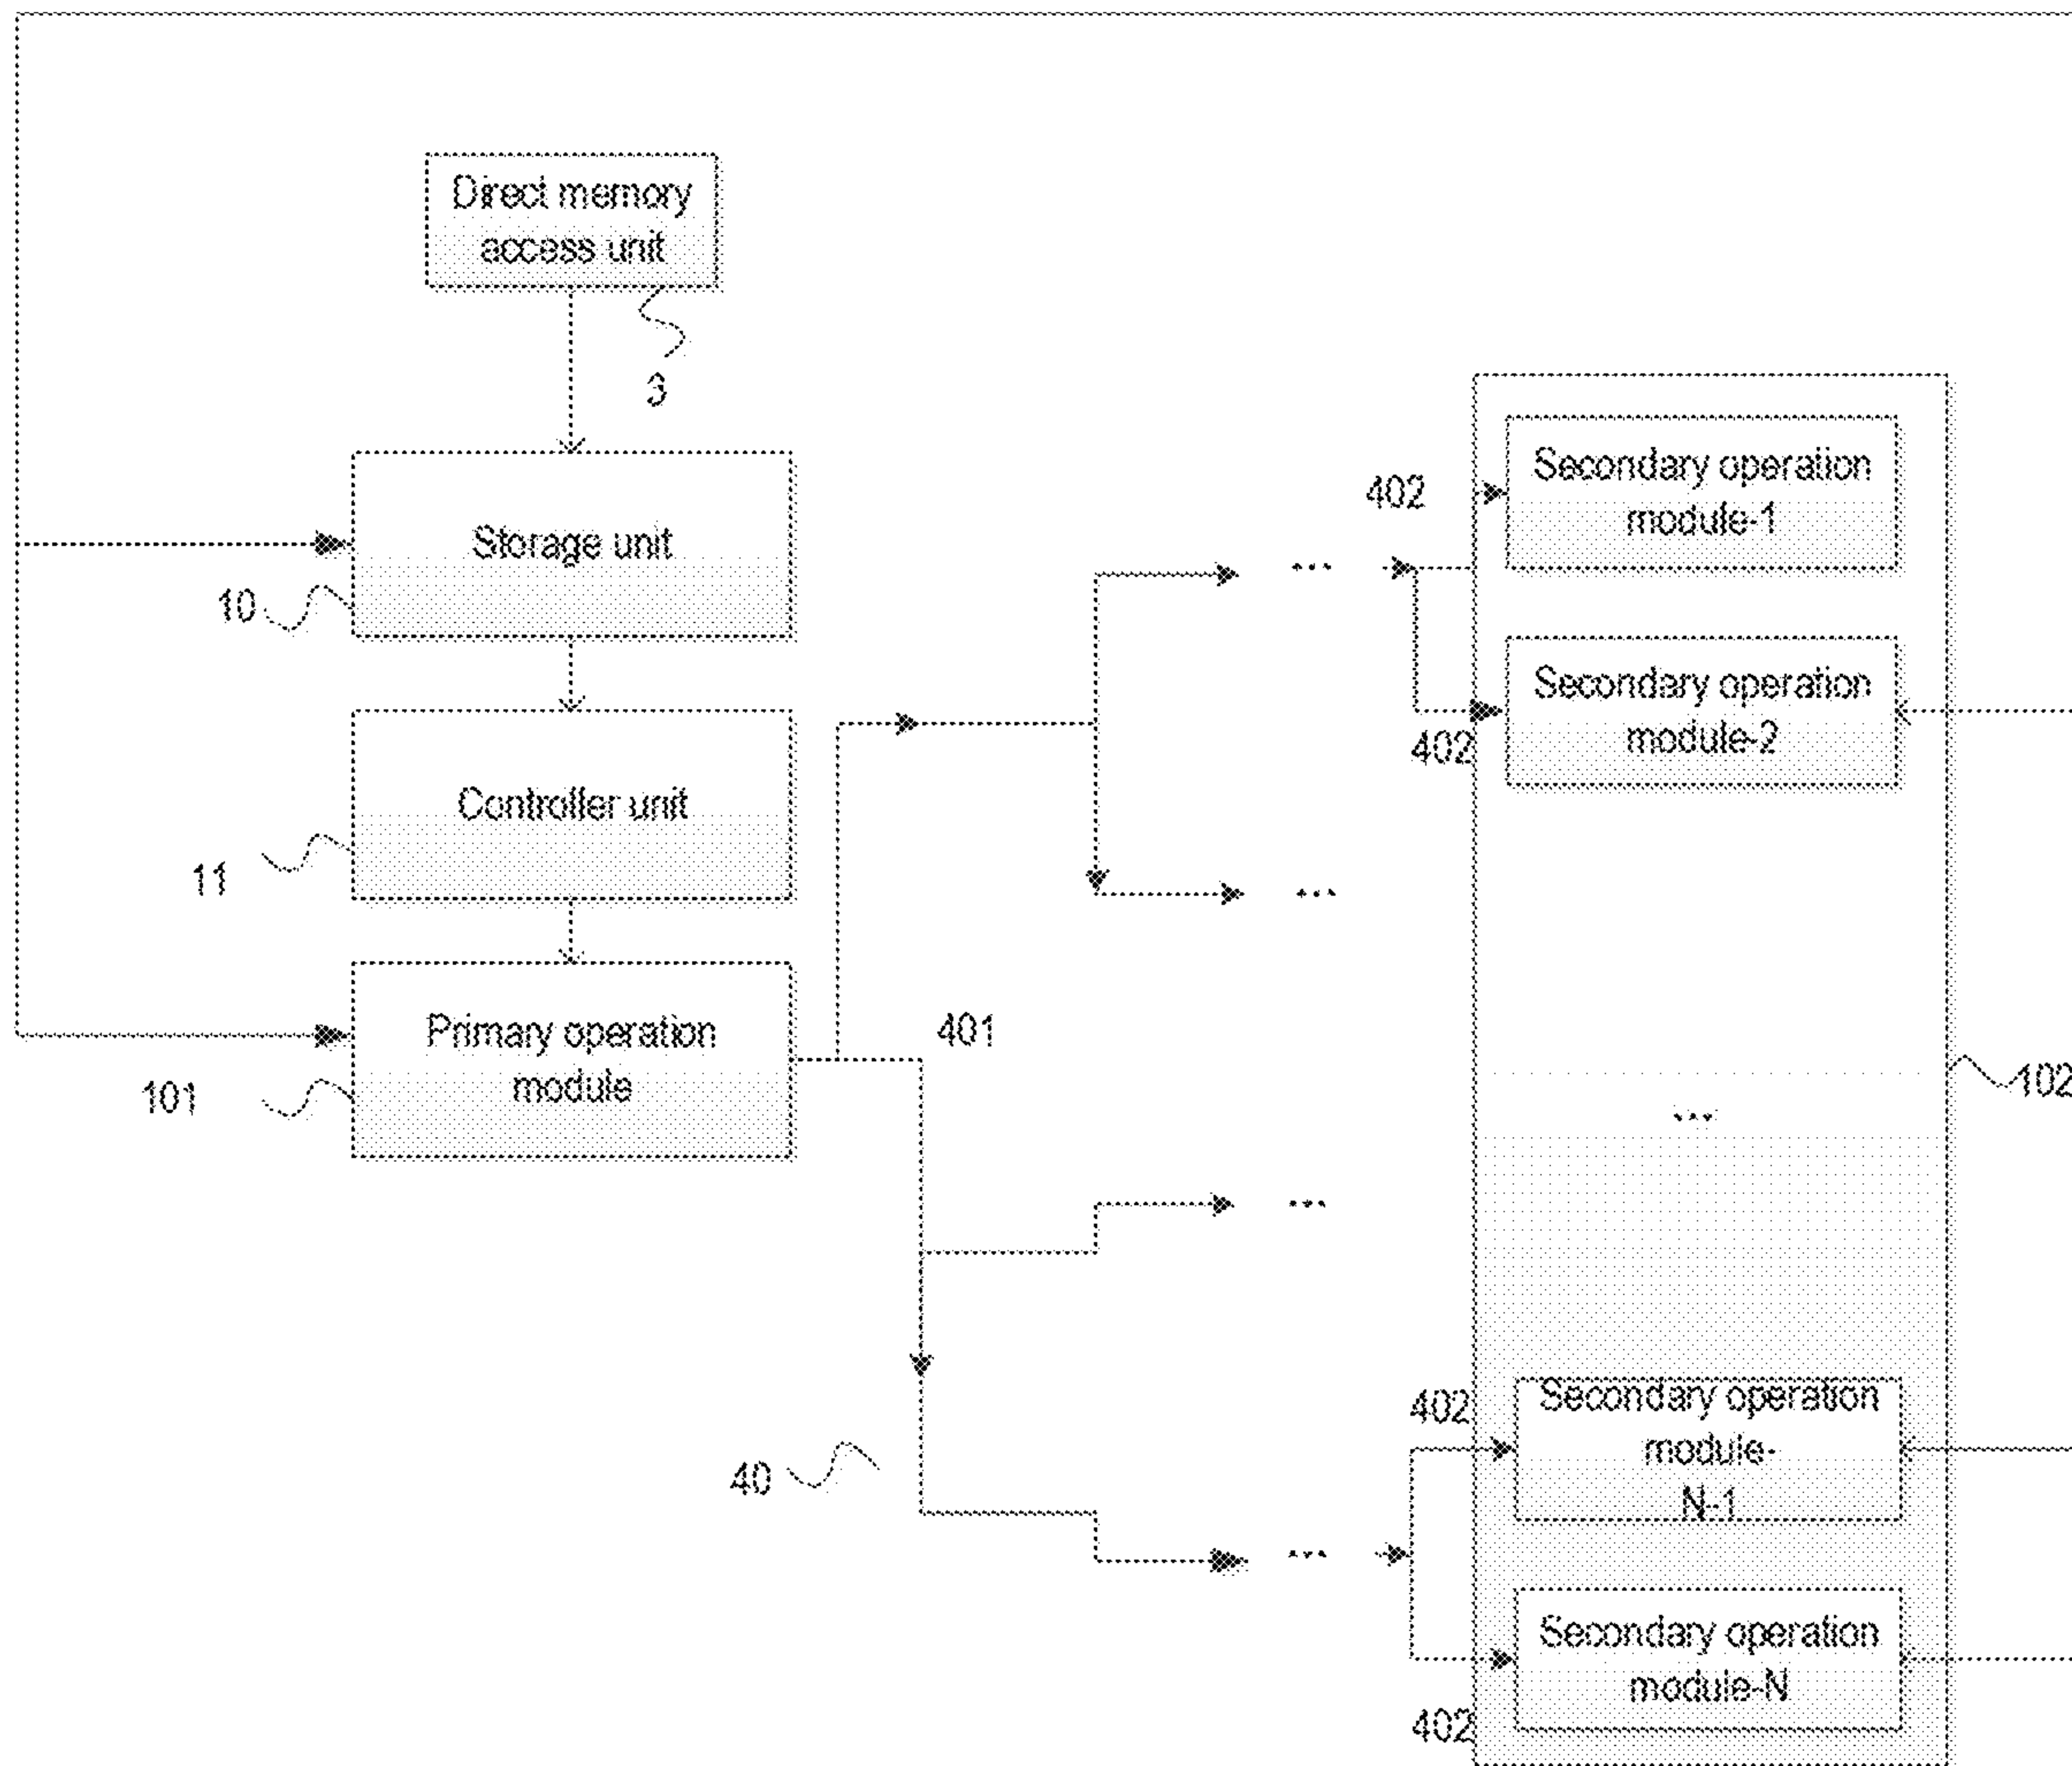 Direct memory
access unit
3
Storage unit
10
Controller unit
11
Primary operation
module
101
401
40
402
Secondary operation
module-1
...
Secondary operation
module-2
402
...
102
...
...
402
Secondary operation
module-
N-1
...
Secondary operation
module-N
402